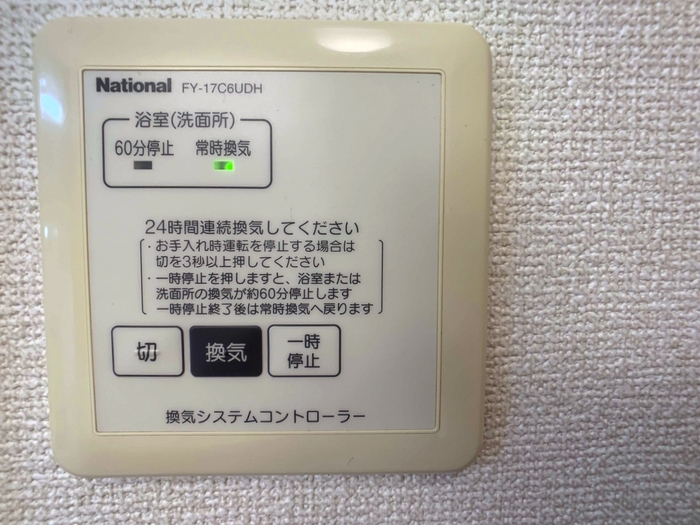 National FY-17C6UDH
浴室(洗面所)
60分停止 常時換気
24時間連続換気してください
・お手入れ時運転を停止する場合は
切を3秒以上押してください
・一時停止を押しますと、浴室または
洗面所の換気が約60分停止します
一時停止終了後は常時換気へ戻ります
切 換気 一時
停止
換気システムコントローラー